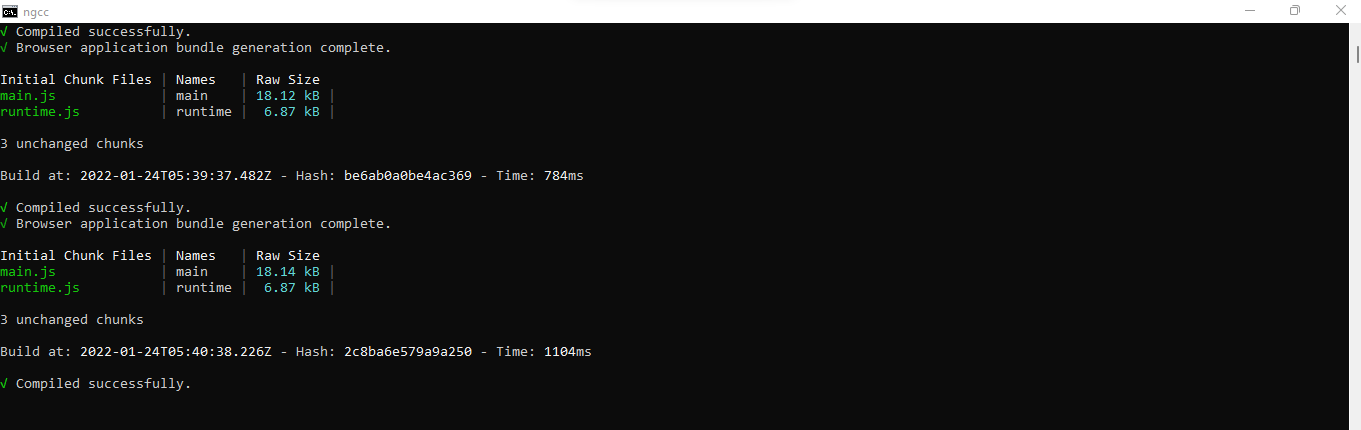 ngcc
√ Compiled successfully.
√ Browser application bundle generation complete.
Initial Chunk Files | Names   | Raw Size
main.js             | main    | 18.12 kB |
runtime.js          | runtime |  6.87 kB |
3 unchanged chunks
Build at: 2022-01-24T05:39:37.482Z - Hash: be6ab0a0be4ac369 - Time: 784ms
√ Compiled successfully.
√ Browser application bundle generation complete.
Initial Chunk Files | Names   | Raw Size
main.js             | main    | 18.14 kB |
runtime.js          | runtime |  6.87 kB |
3 unchanged chunks
Build at: 2022-01-24T05:40:38.226Z - Hash: 2c8ba6e579a9a250 - Time: 1104ms
√ Compiled successfully.